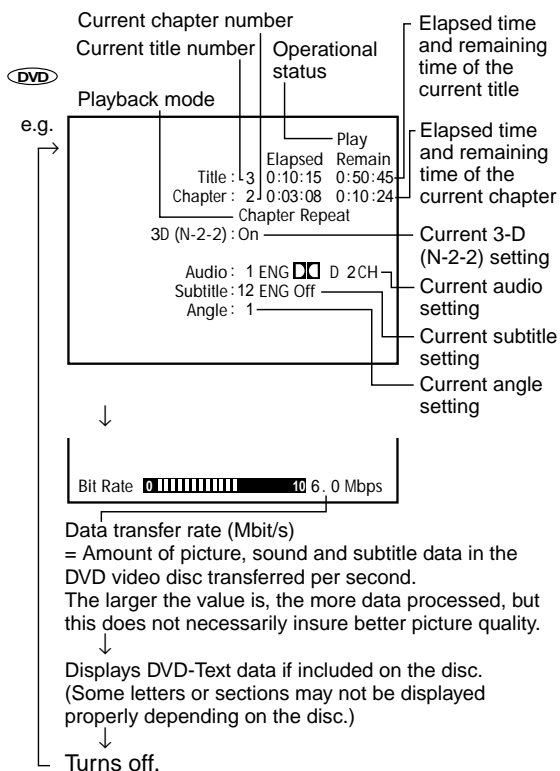 Current chapter number
Current title number
Operational
status
Elapsed time
and remaining
time of the
current title
DVD
Playback mode
e.g.
Play
Elapsed Remain
Title : 3 0:10:15 0:50:45
Chapter : 2 0:03:08 0:10:24
Chapter Repeat
3D (N-2-2) : On
Audio : 1 ENG DD D 2CH
Subtitle : 12 ENG Off
Angle : 1
Elapsed time
and remaining
time of the
current chapter
Current 3-D
(N-2-2) setting
Current audio
setting
Current subtitle
setting
Current angle
setting
↓
Bit Rate 0 10 6.0 Mbps
Data transfer rate (Mbit/s)
= Amount of picture, sound and subtitle data in the
DVD video disc transferred per second.
The larger the value is, the more data processed, but
this does not necessarily insure better picture quality.
↓
Displays DVD-Text data if included on the disc.
(Some letters or sections may not be displayed
properly depending on the disc.)
↓
Turns off.